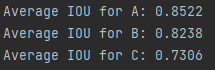 Average IOU for A: 0.8522
Average IOU for B: 0.8238
Average IOU for C: 0.7306